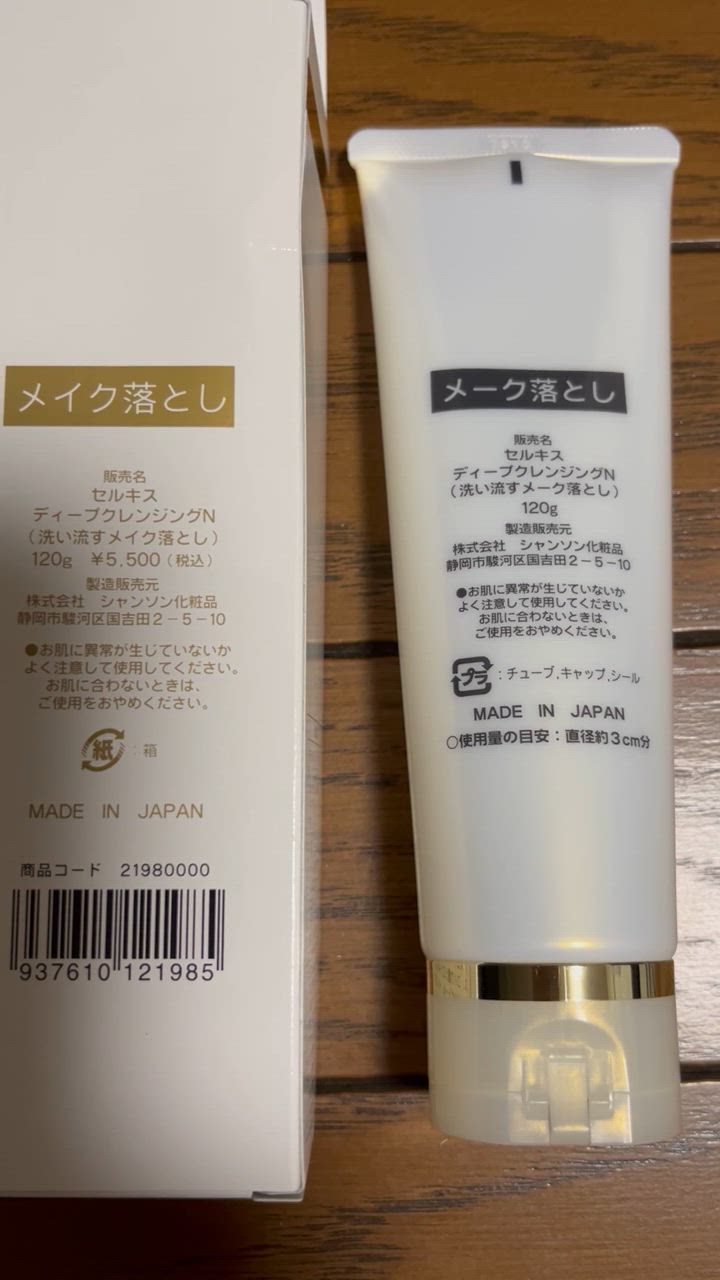 メイク落とし
販売名
セルキス
ディープクレンジングN
(洗い流すメイク落とし)
120g ¥5,500(税込)
製造販売元
株式会社 シャンソン化粧品
静岡市駿河区国吉田2-5-10
●お肌に異常が生じていないか
よく注意して使用してください。
お肌に合わないときは、
ご使用をおやめください。
紙:箱
MADE IN JAPAN
商品コード 21980000
937610 121985
メーク落とし
販売名
セルキス
ディープクレンジングN
(洗い流すメーク落とし)
120g
製造販売元
株式会社 シャンソン化粧品
静岡市駿河区国吉田2-5-10
●お肌に異常が生じていないか
よく注意して使用してください。
お肌に合わないときは、
ご使用をおやめください。
プラ:チューブ,キャップ,シール
MADE IN JAPAN
○使用量の目安:直径約3cm分